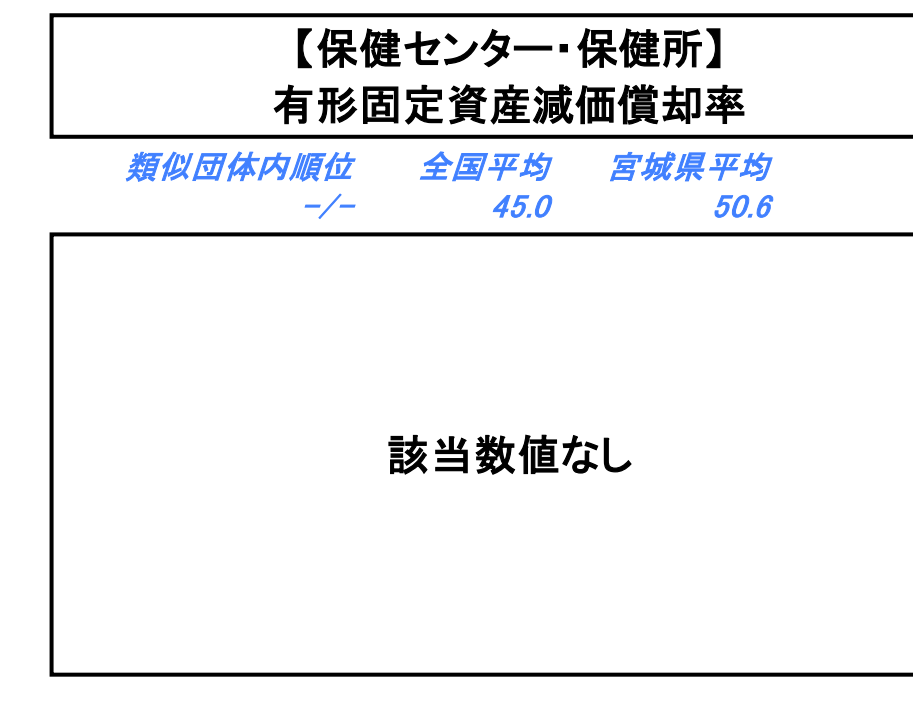 【保健センター・保健所】
有形固定資産減価償却率
類似団体内順位 全国平均 宮城県平均
-/- 45.0 50.6
該当数値なし